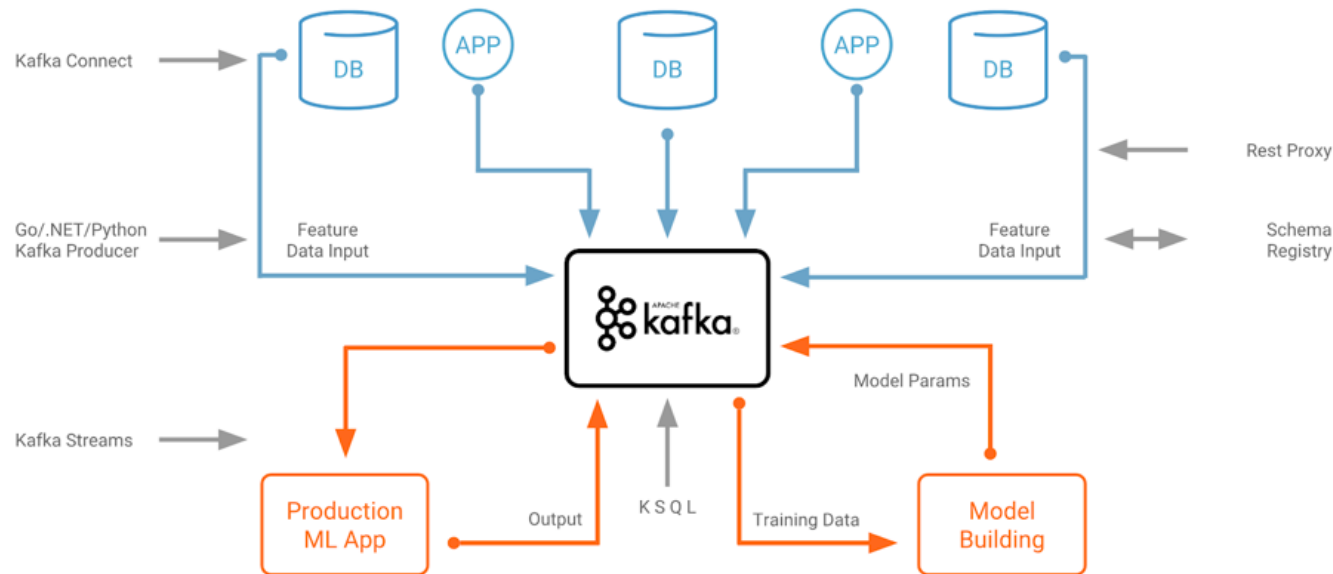 DB
APP
DB
APP
DB
Kafka Connect
Rest Proxy
Go/.NET/Python
Kafka Producer
Feature
Data Input
Feature
Data Input
Schema
Registry
APACHE
kafka®
Model Params
Kafka Streams
Production
ML App
Output
K S Q L
Training Data
Model
Building